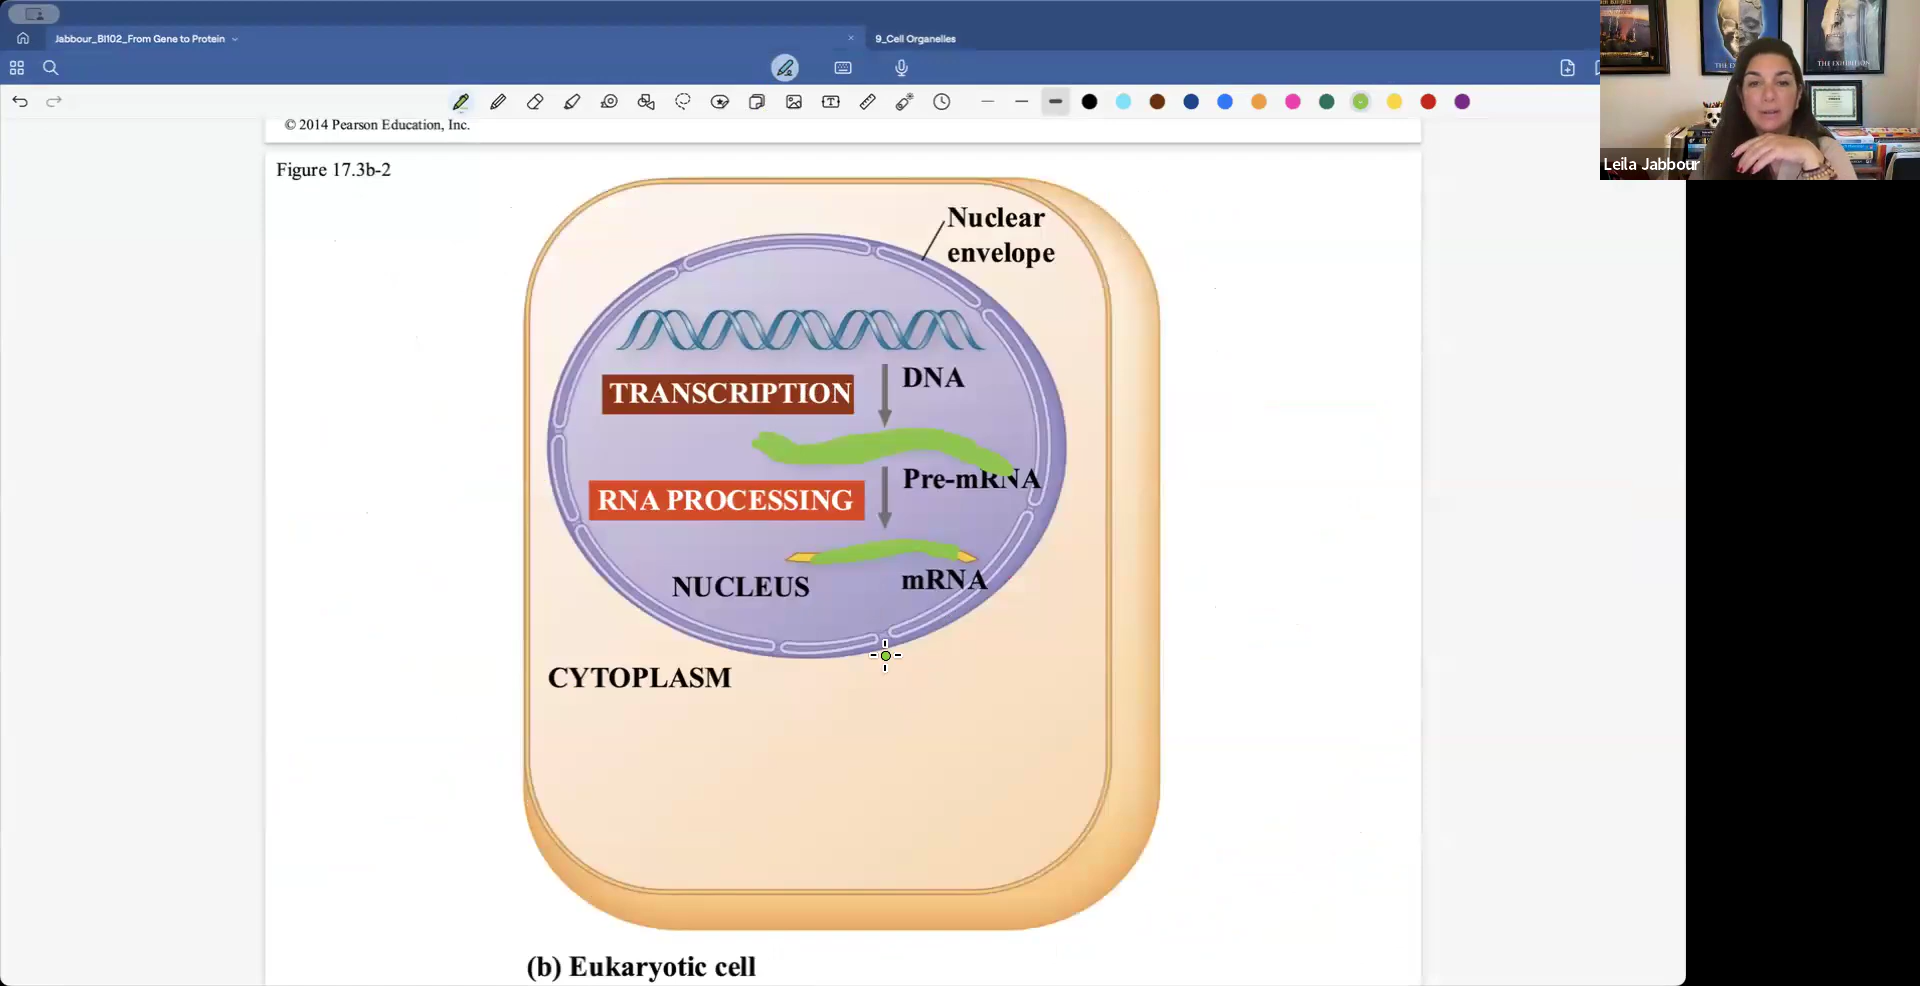 Jabbour_BI102_From Gene to Protein
9_Cell Organelles
© 2014 Pearson Education, Inc.
Figure 17.3b-2
Nuclear
envelope
DNA
TRANSCRIPTION
Pre-mRNA
RNA PROCESSING
mRNA
NUCLEUS
CYTOPLASM
(b) Eukaryotic cell
Leila Jabbour